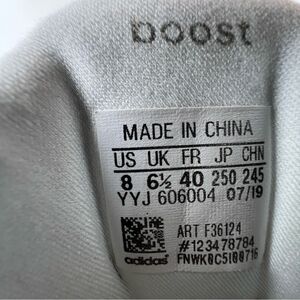 boost
MADE IN CHINA
US UK FR JP CHN
8 6½ 40 250 245
YYJ 606004 07/19
ART F36124
#123478784
adidas FNWK0C5100716